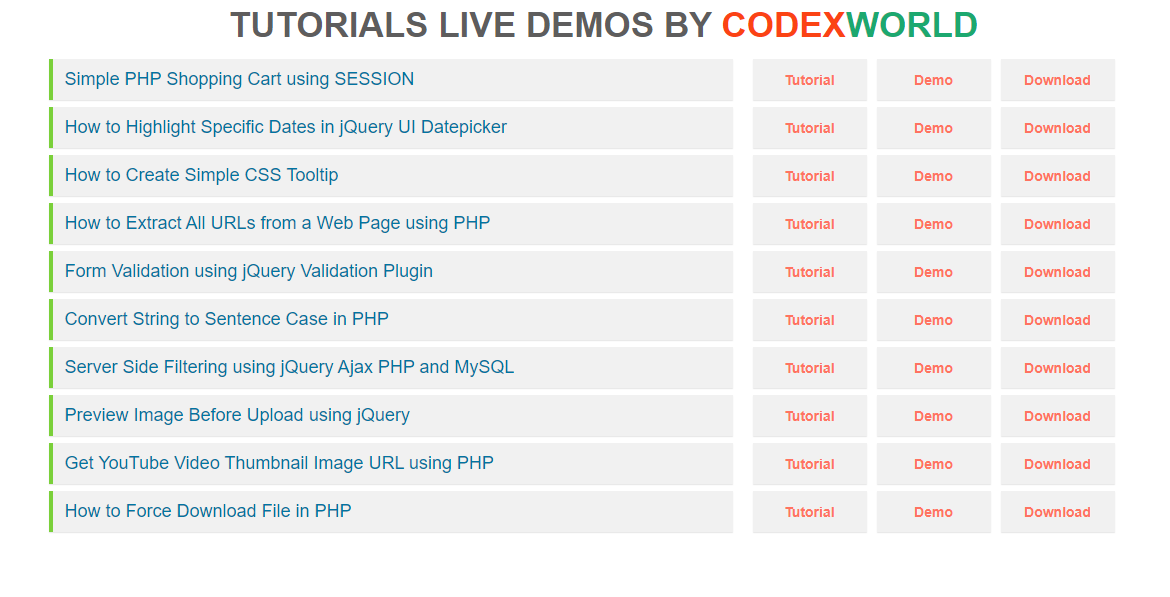 TUTORIALS LIVE DEMOS BY CODEXWORLD
Simple PHP Shopping Cart using SESSION Tutorial Demo Download
How to Highlight Specific Dates in jQuery UI Datepicker Tutorial Demo Download
How to Create Simple CSS Tooltip Tutorial Demo Download
How to Extract All URLs from a Web Page using PHP Tutorial Demo Download
Form Validation using jQuery Validation Plugin Tutorial Demo Download
Convert String to Sentence Case in PHP Tutorial Demo Download
Server Side Filtering using jQuery Ajax PHP and MySQL Tutorial Demo Download
Preview Image Before Upload using jQuery Tutorial Demo Download
Get YouTube Video Thumbnail Image URL using PHP Tutorial Demo Download
How to Force Download File in PHP Tutorial Demo Download